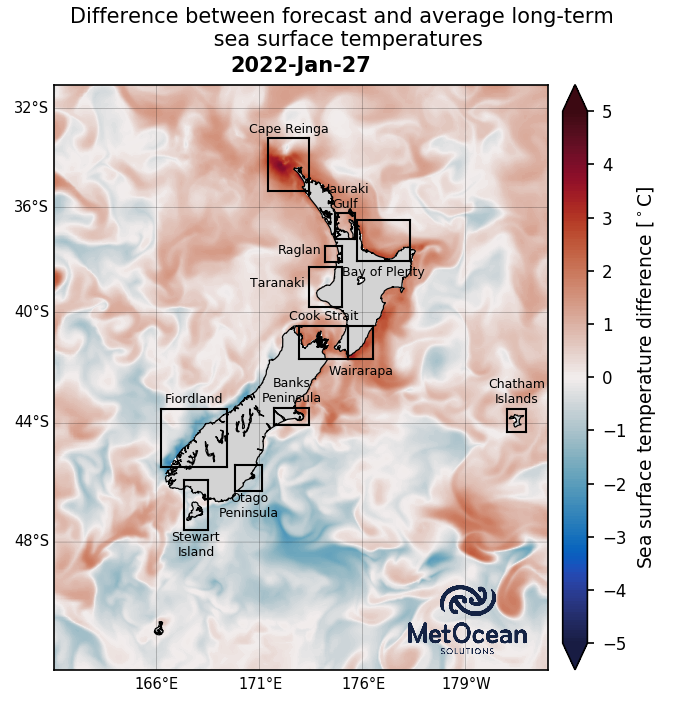 Difference between forecast and average long-term
sea surface temperatures
2022-Jan-27
32°S
36°S
40°S
44°S
48°S
Cape Reinga
Hauraki
Gulf
Raglan
Bay of Plenty
Taranaki
Cook Strait
Wairarapa
Banks
Peninsula
Fiordland
Chatham
Islands
Otago
Peninsula
Stewart
Island
MetOcean
SOLUTIONS
166°E
171°E
176°E
179°W
5
4
3
2
1
0
−1
−2
−3
−4
−5
Sea surface temperature difference [°C]